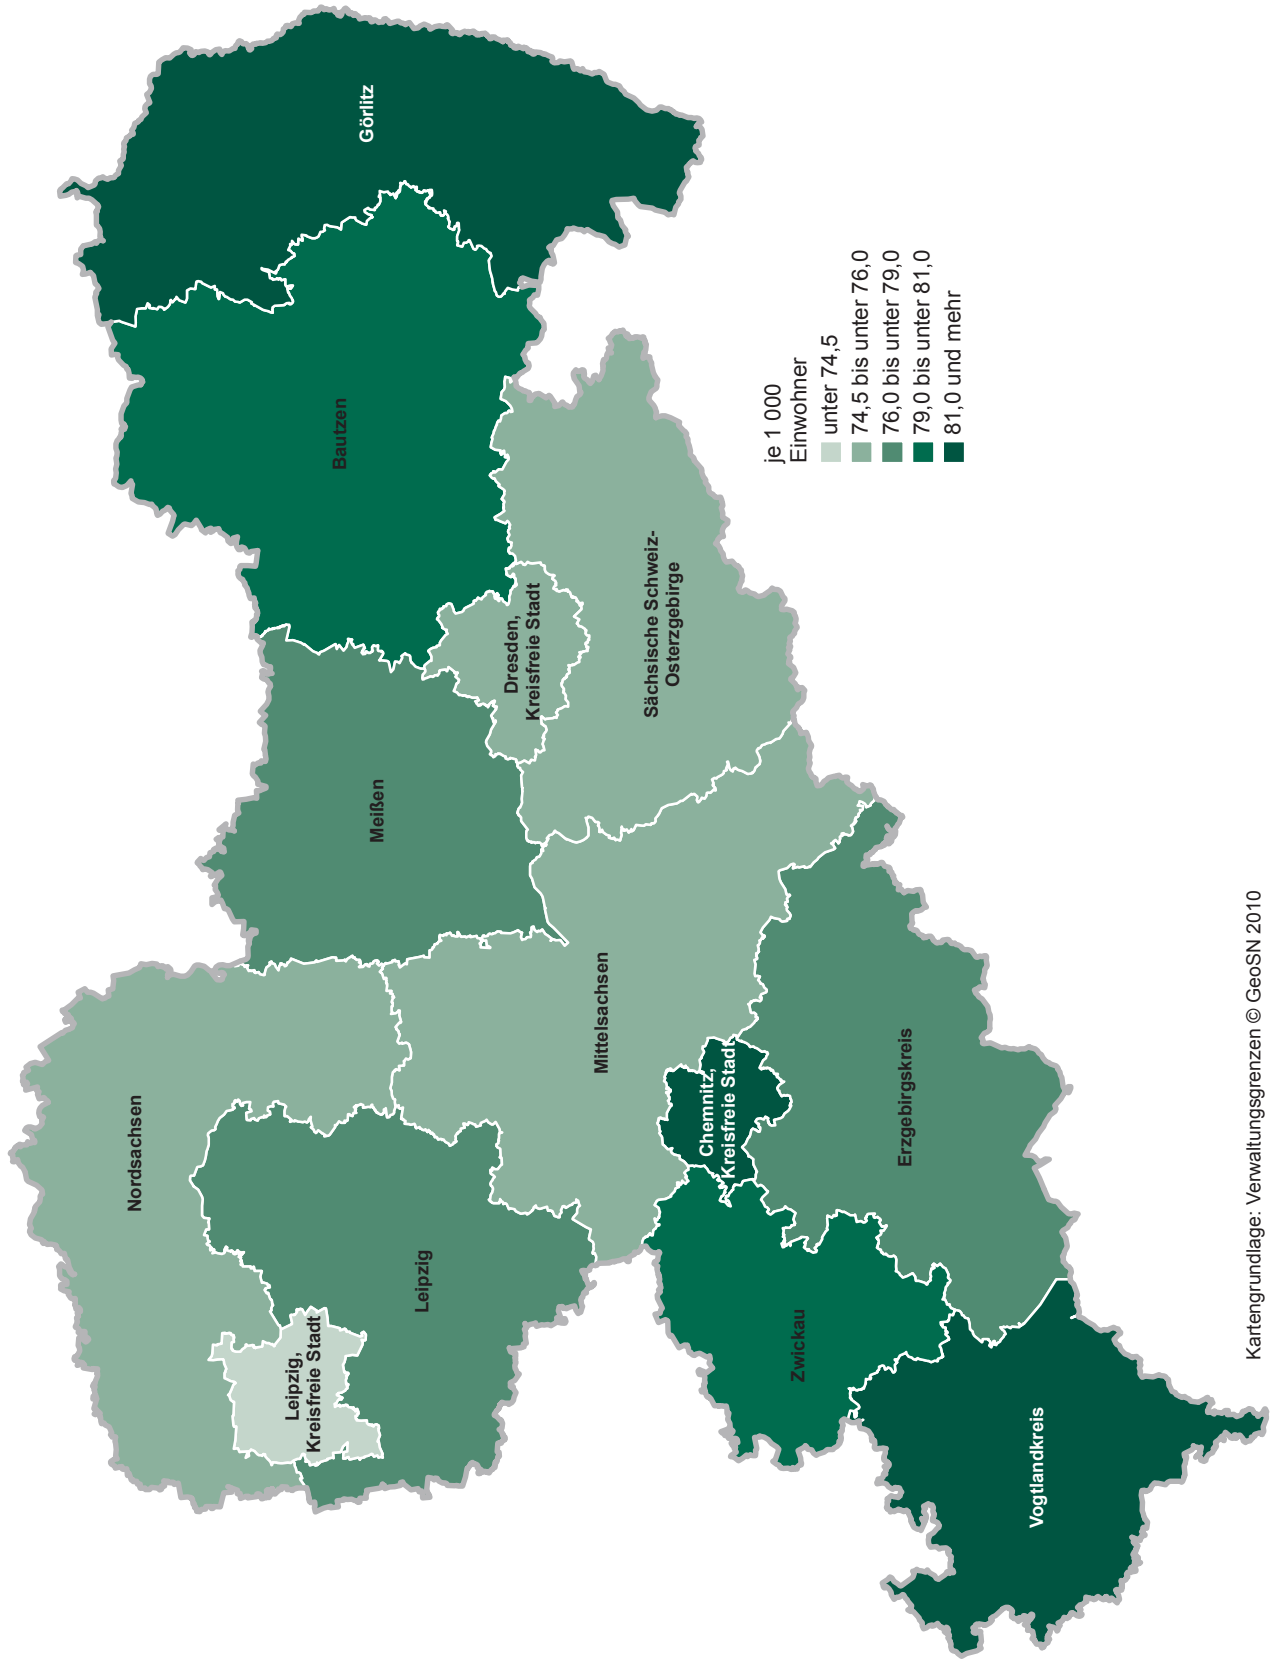 Nordsachsen
Leipzig,
Kreisfreie Stadt
Leipzig
Meißen
Bautzen
Görlitz
Dresden,
Kreisfreie Stadt
Sächsische Schweiz-
Osterzgebirge
Mittelsachsen
Chemnitz,
Kreisfreie Stadt
Erzgebirgskreis
Zwickau
Vogtlandkreis
je 1 000
Einwohner
unter 74,5
74,5 bis unter 76,0
76,0 bis unter 79,0
79,0 bis unter 81,0
81,0 und mehr
Kartengrundlage: Verwaltungsgrenzen © GeoSN 2010